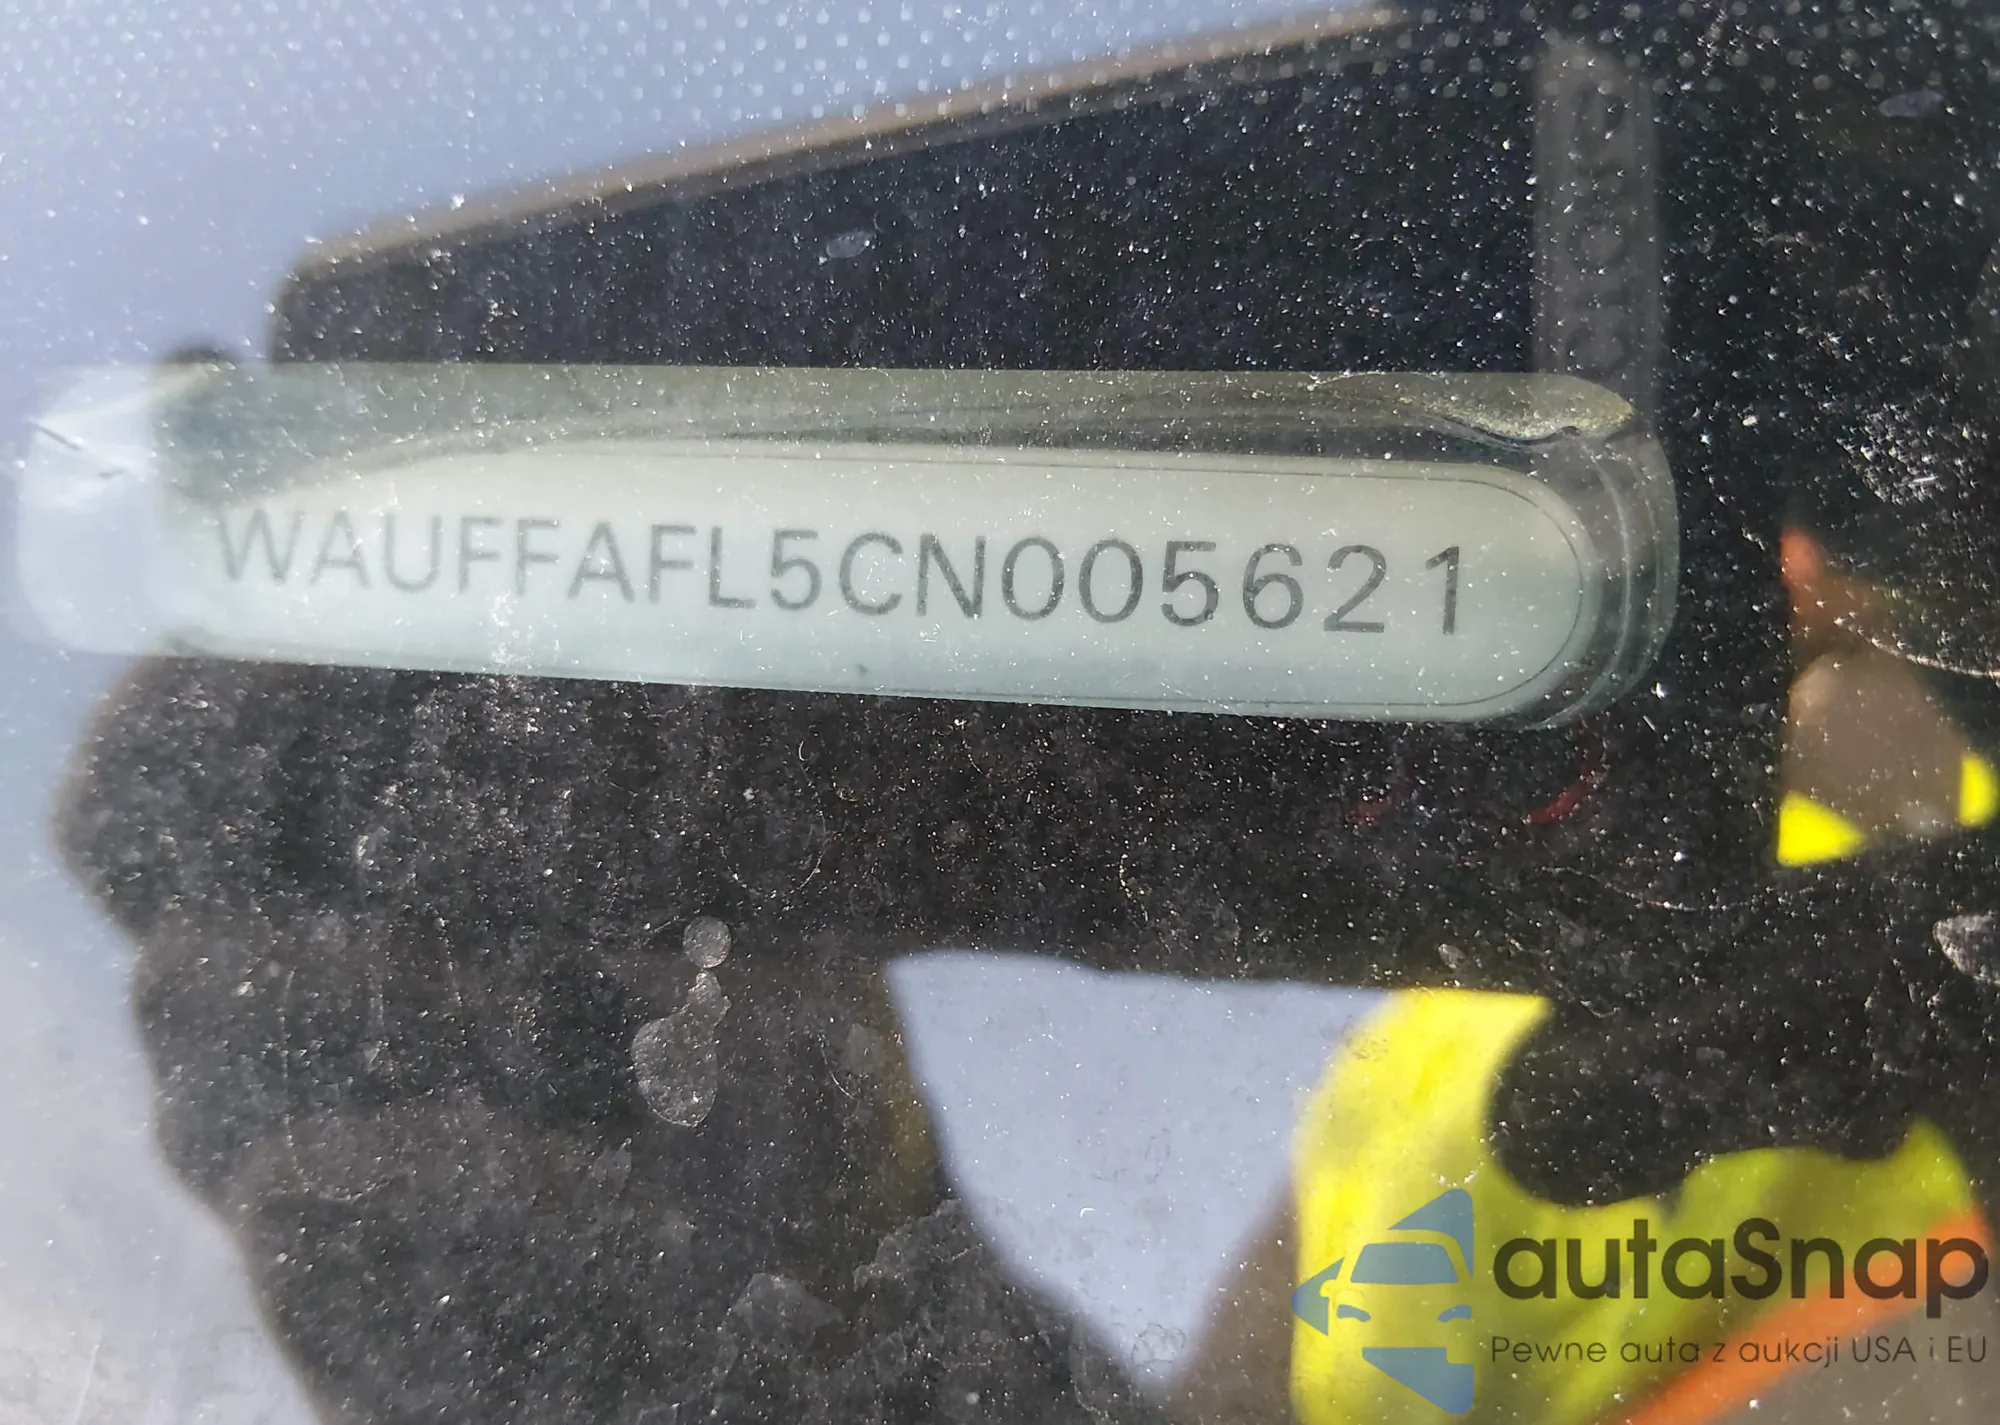 WAUFFAFL5CN005621
autaSnap
Pewne auta z aukcji USA i EU